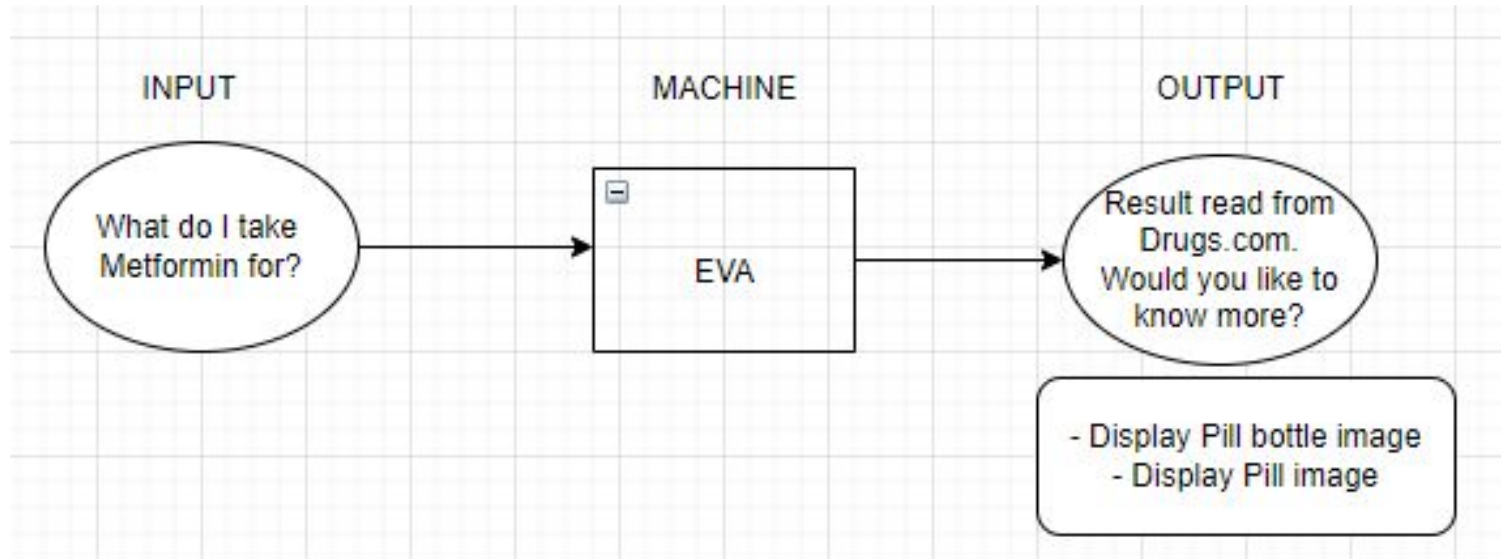 INPUT
MACHINE
OUTPUT
What do I take
Metformin for?
EVA
Result read from
Drugs.com.
Would you like to
know more?
- Display Pill bottle image
- Display Pill image